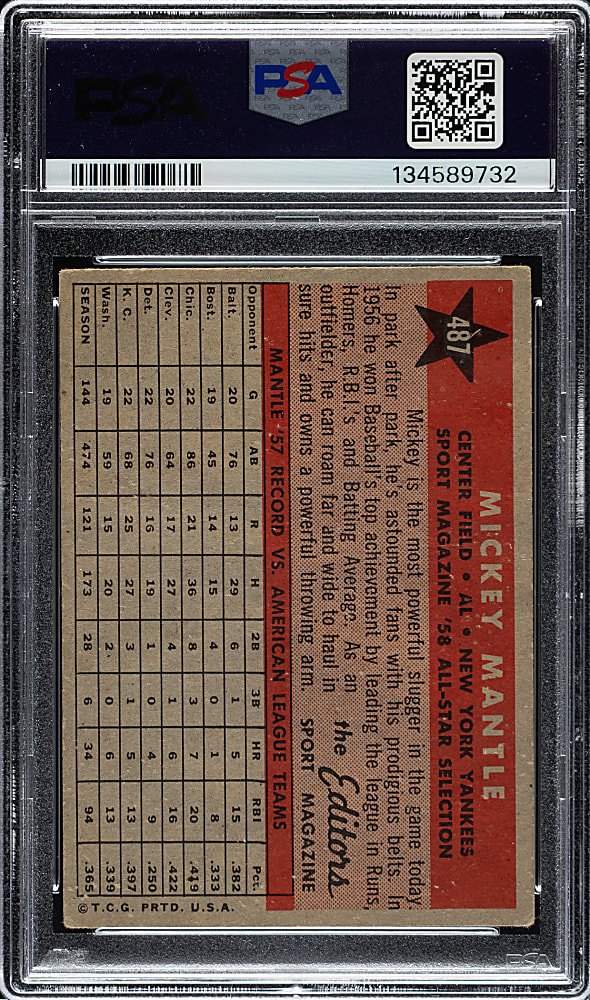 PSA
PSA
134589732
487
MICKEY MANTLE
CENTER FIELD • AL • NEW YORK YANKEES
SPORT MAGAZINE '58 ALL-STAR SELECTION
Mickey is the most powerful slugger in the game today.
In park after park, he's astounded fans with his prodigious belts. In
1956 he won Baseball's top achievement by leading the league in Runs,
Homers, R.B.I.'s and Batting Average. As an
outfielder, he can roam far and wide to haul in
sure hits and owns a powerful throwing arm.
the Editors
SPORT MAGAZINE
MANTLE '57 RECORD VS. AMERICAN LEAGUE TEAMS
Opponent G AB R H 2B 3B HR RBI Pct.
Balt. 20 76 13 29 6 1 5 15 .382
Bost. 19 45 14 15 4 0 1 8 .333
Chic. 22 86 21 36 8 3 7 20 .419
Clev. 20 64 17 27 4 1 6 16 .422
Det. 22 76 16 19 1 0 4 9 .250
K. C. 22 68 25 27 3 1 5 13 .397
Wash. 19 59 15 20 2 0 6 13 .339
SEASON 144 474 121 173 28 6 34 94 .365
© T.C.G. PRTD. U.S.A.
PSA